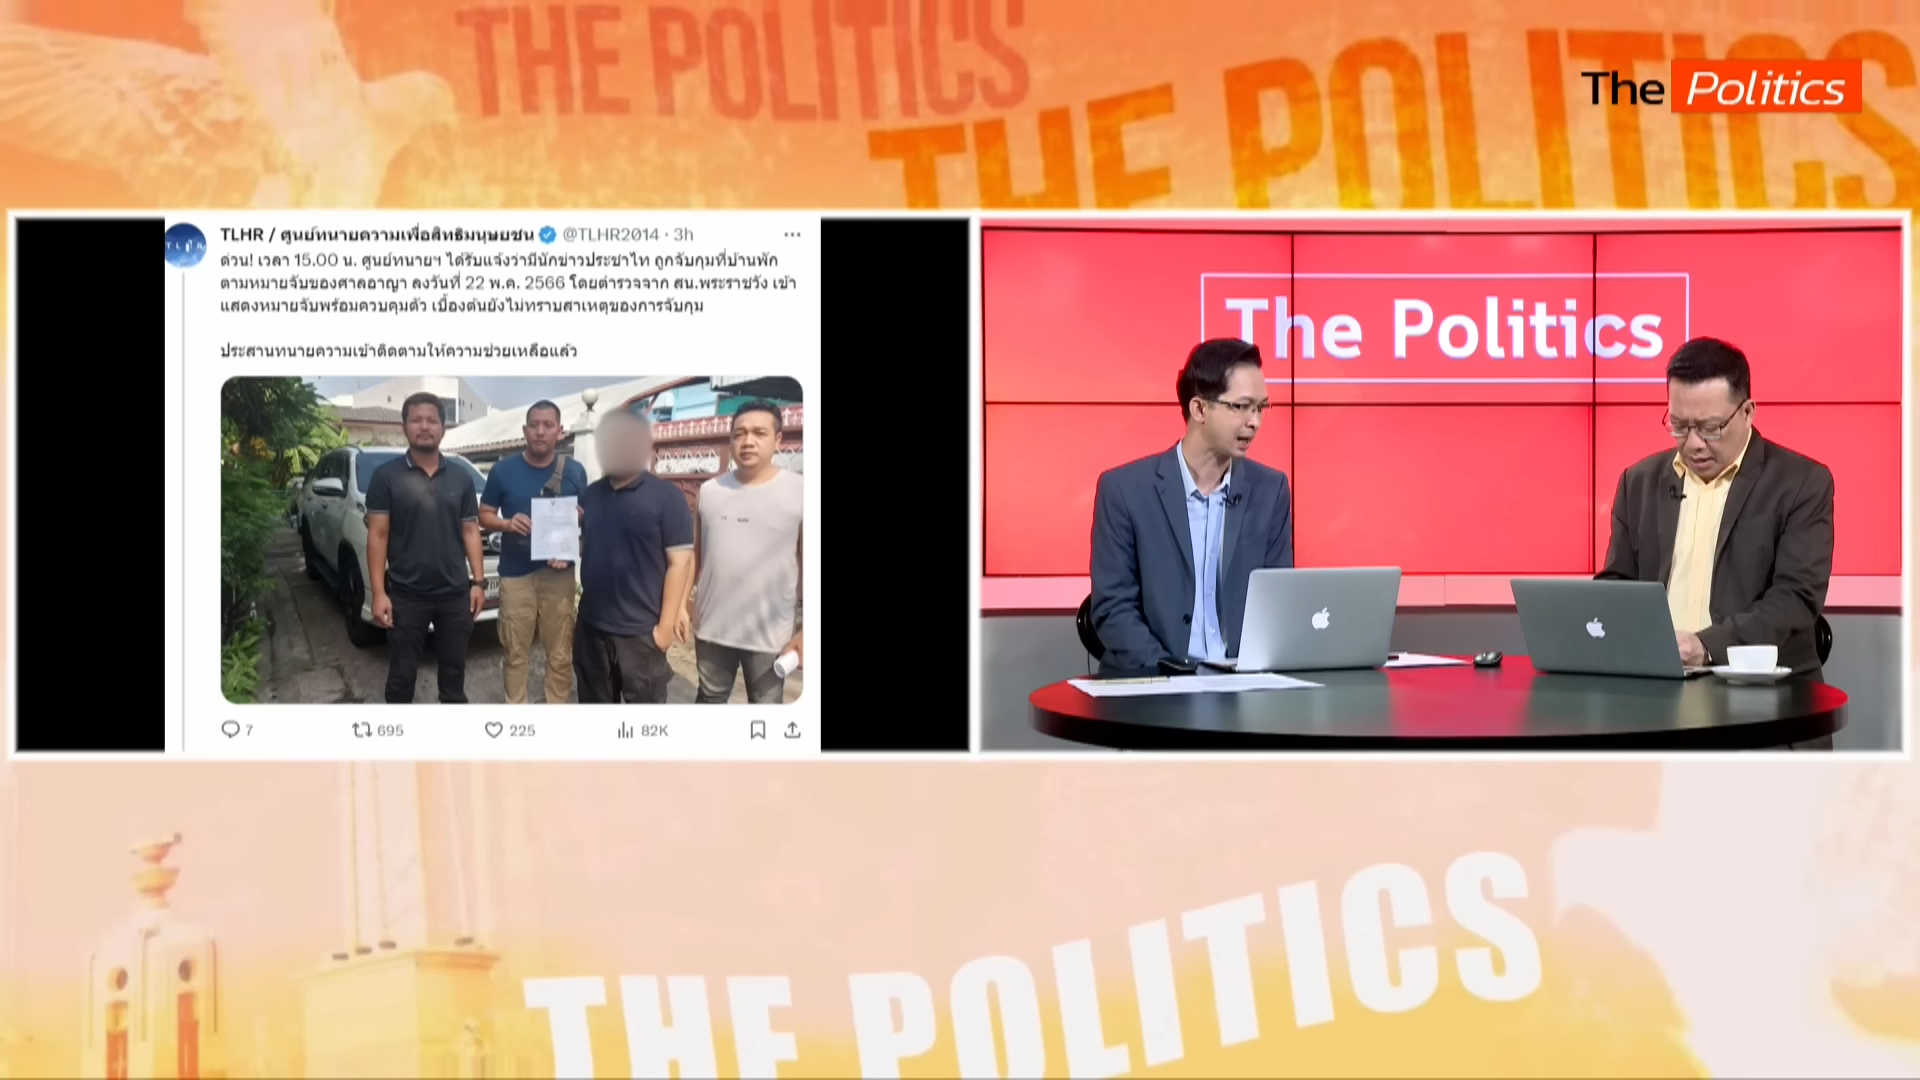 THE POLITICS
THE POLITICS
The Politics
TLHR / ศูนย์ทนายความเพื่อสิทธิมนุษยชน @TLHR2014 · 3h
ด่วน! เวลา 15.00 น. ศูนย์ทนายฯ ได้รับแจ้งว่ามีนักข่าวประชาไท ถูกจับกุมที่บ้านพัก
ตามหมายจับของศาลอาญา ลงวันที่ 22 พ.ค. 2566 โดยตำรวจจาก สน.พระราชวัง เข้า
แสดงหมายจับพร้อมควบคุมตัว เบื้องต้นยังไม่ทราบสาเหตุของการจับกุม
ประสานทนายความเข้าติดตามให้ความช่วยเหลือแล้ว
7 695 225 82K
The Politics
THE POLITICS